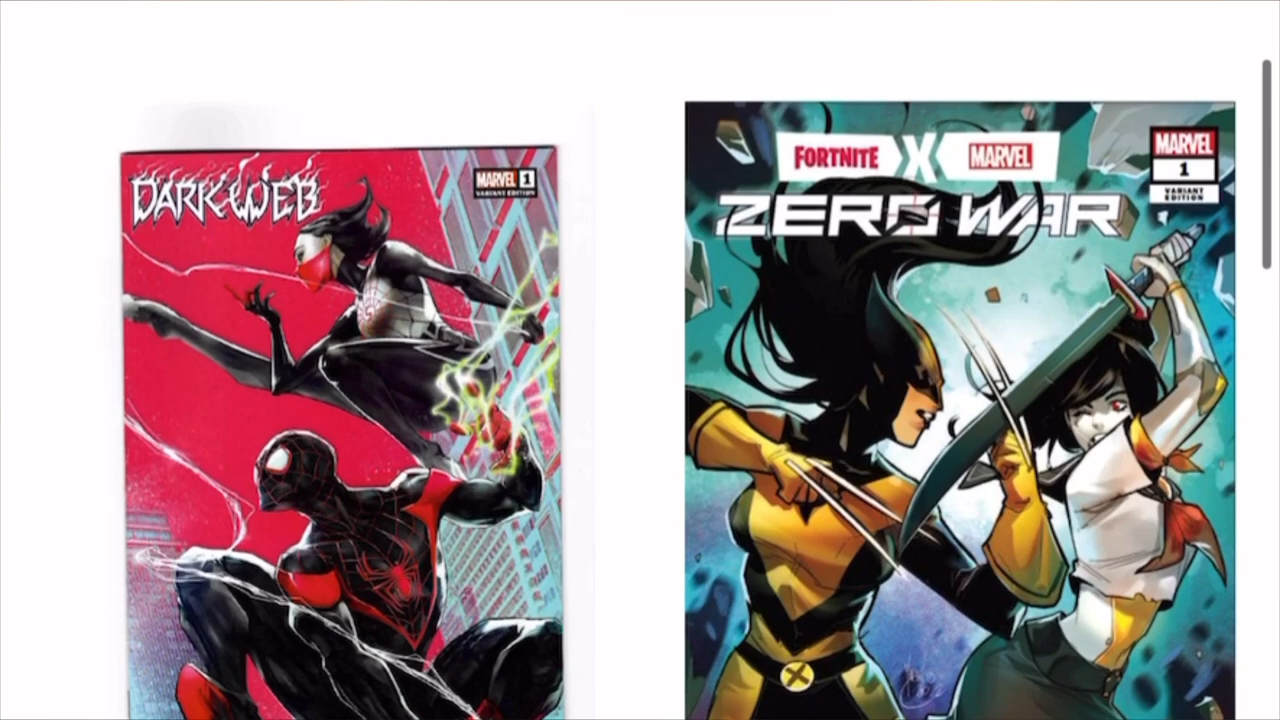 DARK WEB
MARVEL 1
VARIANT EDITION
FORTNITE X MARVEL
ZERO WAR
MARVEL
1
VARIANT
EDITION